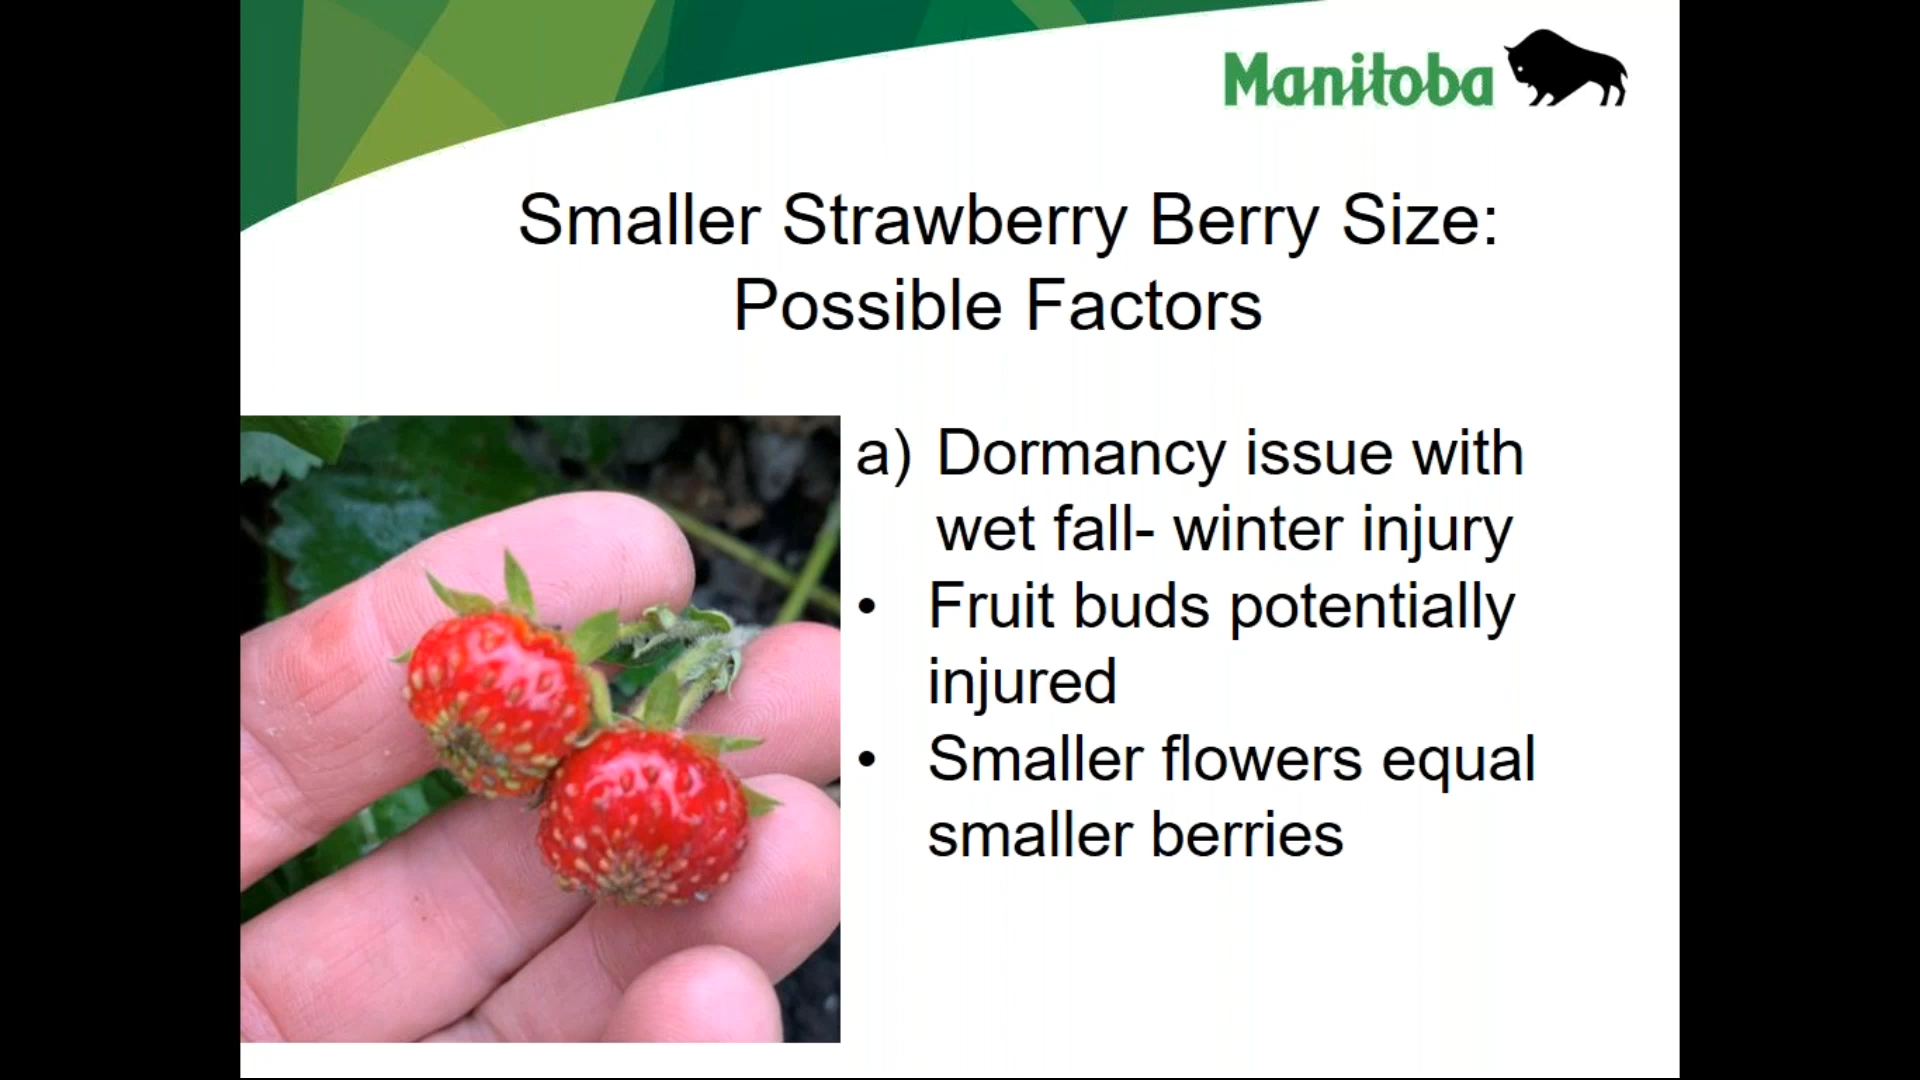 Manitoba
Smaller Strawberry Berry Size:
Possible Factors
a) Dormancy issue with
wet fall- winter injury
• Fruit buds potentially
injured
• Smaller flowers equal
smaller berries